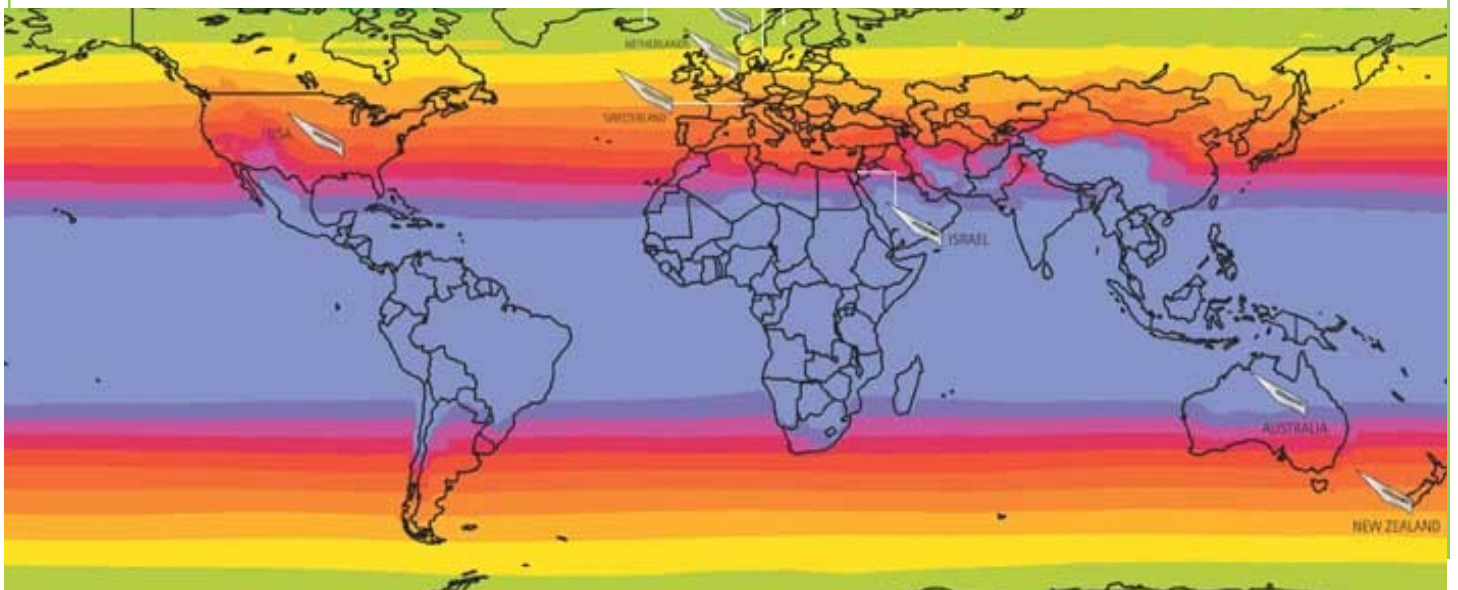 NETHERLANDS
SWITZERLAND
USA
ISRAEL
AUSTRALIA
NEW ZEALAND